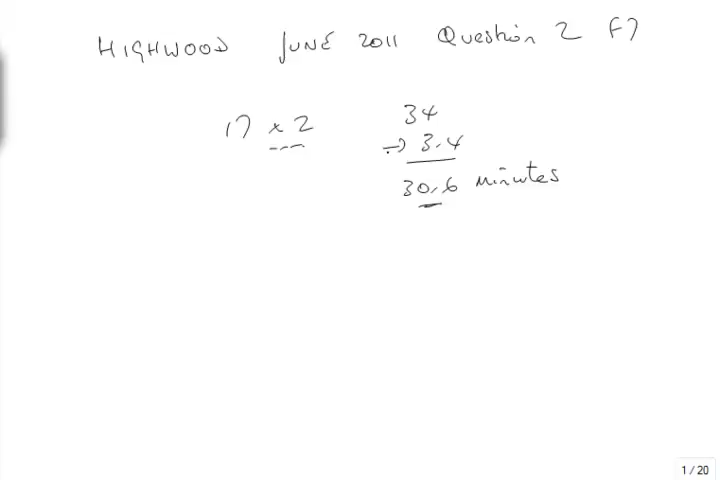 HIGHWOOD JUNE 2011 Question 2 F7
17 x 2
34
→ 3.4
30.6 minutes
1 / 20